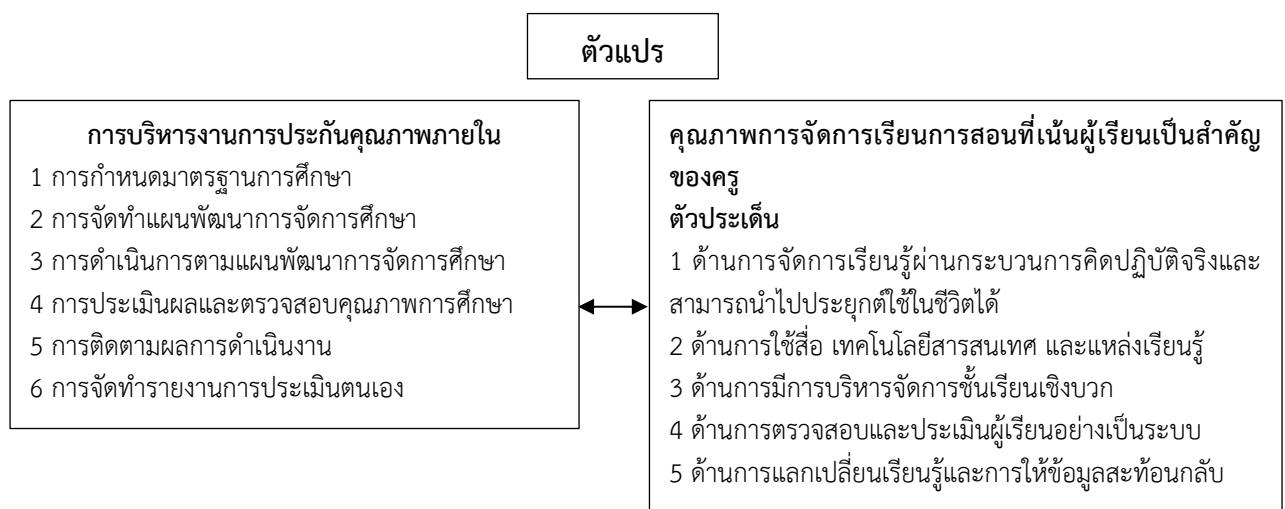 ตัวแปร
การบริหารงานการประกันคุณภาพภายใน
1 การกำหนดมาตรฐานการศึกษา
2 การจัดทำแผนพัฒนาการจัดการศึกษา
3 การดำเนินการตามแผนพัฒนาการจัดการศึกษา
4 การประเมินผลและตรวจสอบคุณภาพการศึกษา
5 การติดตามผลการดำเนินงาน
6 การจัดทำรายงานการประเมินตนเอง
คุณภาพการจัดการเรียนการสอนที่เน้นผู้เรียนเป็นสำคัญ
ของครู
ตัวประเด็น
1 ด้านการจัดการเรียนรู้ผ่านกระบวนการคิดปฏิบัติจริงและ
สามารถนำไปประยุกต์ใช้ในชีวิตได้
2 ด้านการใช้สื่อ เทคโนโลยีสารสนเทศ และแหล่งเรียนรู้
3 ด้านการมีการบริหารจัดการชั้นเรียนเชิงบวก
4 ด้านการตรวจสอบและประเมินผู้เรียนอย่างเป็นระบบ
5 ด้านการแลกเปลี่ยนเรียนรู้และการให้ข้อมูลสะท้อนกลับ